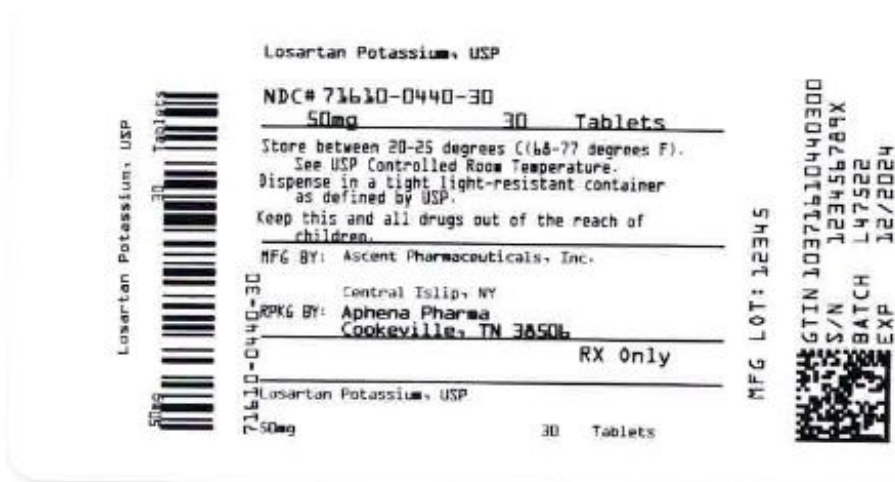 Losartan Potassium, USP
NDC# 71610-0440-30
50mg 30 Tablets
Store between 20-25 degrees C((68-77 degrees F).
See USP Controlled Room Temperature.
Dispense in a tight light-resistant container
as defined by USP.
Keep this and all drugs out of the reach of
children.
MFG BY: Ascent Pharmaceuticals, Inc.
Central Islip, NY
RPKG BY: Aphena Pharma
Cookeville, TN 38506
RX Only
Losartan Potassium, USP
50mg 30 Tablets
Losartan Potassium, USP
50mg 30 Tablets
71610-0440-30
MFG LOT: 12345
GTIN 10371610440300
S/N 123456789X
BATCH L47522
EXP 12/2024